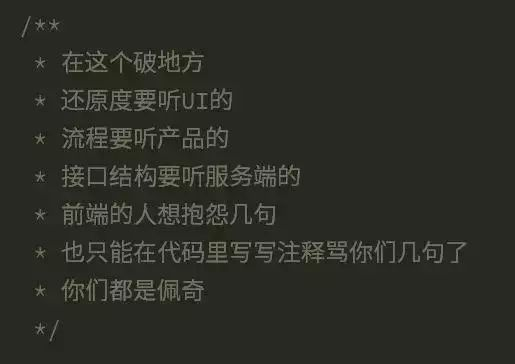 /**
* 在这个破地方
* 还原度要听UI的
* 流程要听产品的
* 接口结构要听服务端的
* 前端的人想抱怨几句
* 也只能在代码里写写注释骂你们几句了
* 你们都是佩奇
*/